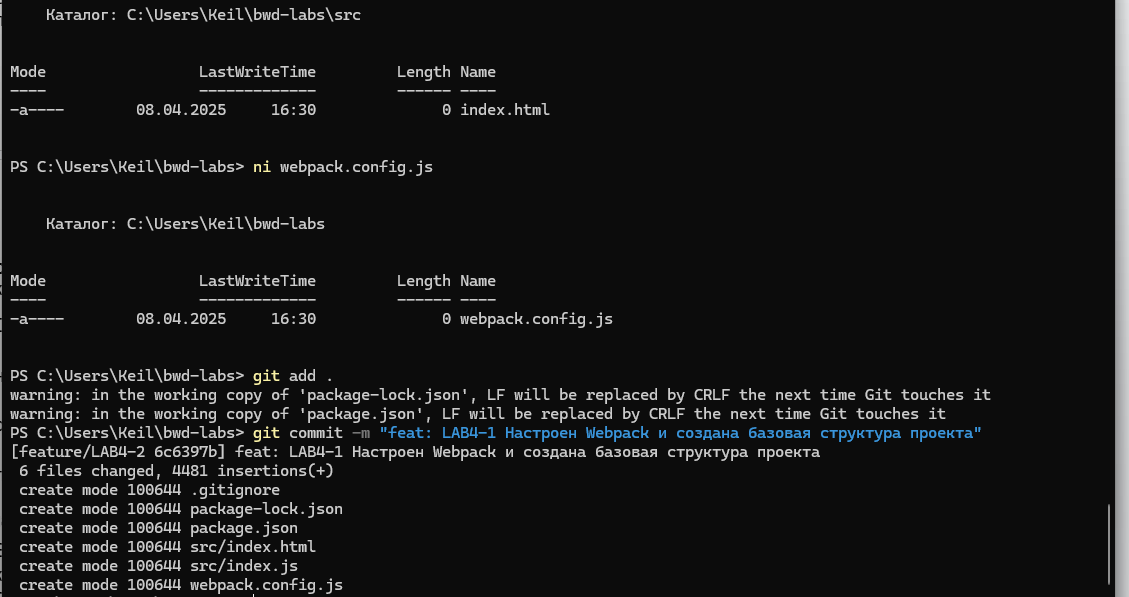 Каталог: C:\Users\Keil\bwd-labs\src
Mode LastWriteTime Length Name
---- ------------- ------ ----
-a---- 08.04.2025 16:30 0 index.html
PS C:\Users\Keil\bwd-labs> ni webpack.config.js
Каталог: C:\Users\Keil\bwd-labs
Mode LastWriteTime Length Name
---- ------------- ------ ----
-a---- 08.04.2025 16:30 0 webpack.config.js
PS C:\Users\Keil\bwd-labs> git add .
warning: in the working copy of 'package-lock.json', LF will be replaced by CRLF the next time Git touches it
warning: in the working copy of 'package.json', LF will be replaced by CRLF the next time Git touches it
PS C:\Users\Keil\bwd-labs> git commit -m "feat: LAB4-1 Настроен Webpack и создана базовая структура проекта"
[feature/LAB4-2 6c6397b] feat: LAB4-1 Настроен Webpack и создана базовая структура проекта
6 files changed, 4481 insertions(+)
create mode 100644 .gitignore
create mode 100644 package-lock.json
create mode 100644 package.json
create mode 100644 src/index.html
create mode 100644 src/index.js
create mode 100644 webpack.config.js